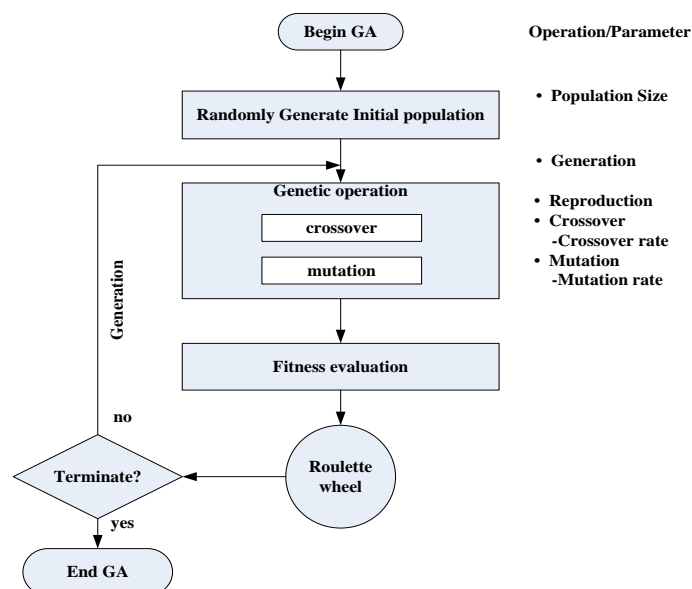 Begin GA
Operation/Parameter
• Population Size
Randomly Generate Initial population
• Generation
Genetic operation
• Reproduction
• Crossover
-Crossover rate
• Mutation
-Mutation rate
crossover
mutation
Generation
Fitness evaluation
no
Roulette
wheel
Terminate?
yes
End GA